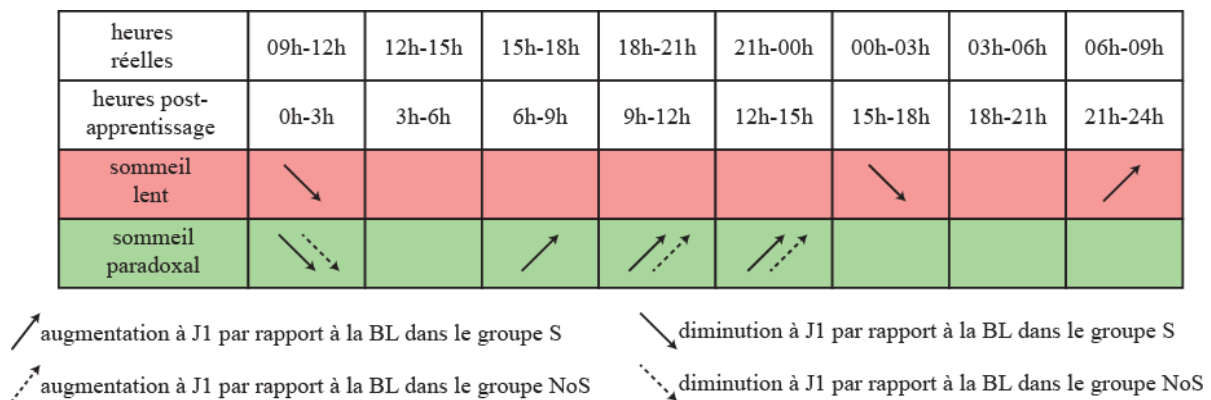 heures
réelles
09h-12h 12h-15h 15h-18h 18h-21h 21h-00h 00h-03h 03h-06h 06h-09h
heures post-
apprentissage
0h-3h 3h-6h 6h-9h 9h-12h 12h-15h 15h-18h 18h-21h 21h-24h
sommeil
lent
sommeil
paradoxal
augmentation à J1 par rapport à la BL dans le groupe S
diminution à J1 par rapport à la BL dans le groupe S
augmentation à J1 par rapport à la BL dans le groupe NoS
diminution à J1 par rapport à la BL dans le groupe NoS